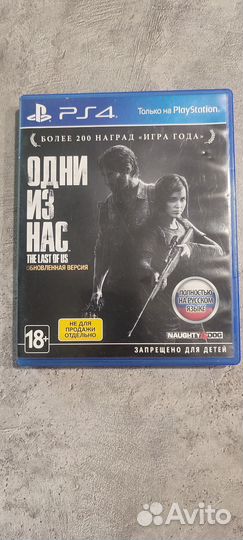 PS4
Только на PlayStation
БОЛЕЕ 200 НАГРАД «ИГРА ГОДА»
ОДНИ
ИЗ
НАС
THE LAST OF US
ОБНОВЛЕННАЯ ВЕРСИЯ
ПОЛНОСТЬЮ
НА РУССКОМ
ЯЗЫКЕ
НЕ ДЛЯ
ПРОДАЖИ
ОТДЕЛЬНО
18+
NAUGHTY DOG
ЗАПРЕЩЕНО ДЛЯ ДЕТЕЙ
Avito